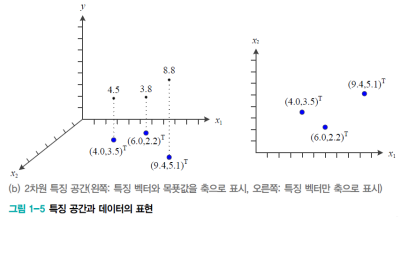 y
x₂
8.8
4.5
3.8
(9.4,5.1)ᵀ
(4.0,3.5)ᵀ
x₁
(4.0,3.5)ᵀ
(6.0,2.2)ᵀ
(6.0,2.2)ᵀ
(9.4,5.1)ᵀ
x₁
x₂
(b) 2차원 특징 공간(왼쪽: 특징 벡터와 목푯값을 축으로 표시, 오른쪽: 특징 벡터만 축으로 표시)
그림 1-5 특징 공간과 데이터의 표현